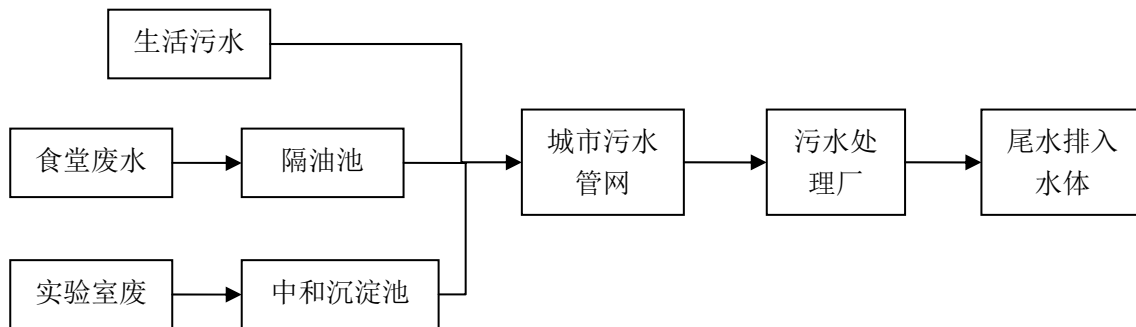 生活污水
食堂废水
隔油池
城市污水
管网
污水处
理厂
尾水排入
水体
实验室废
中和沉淀池